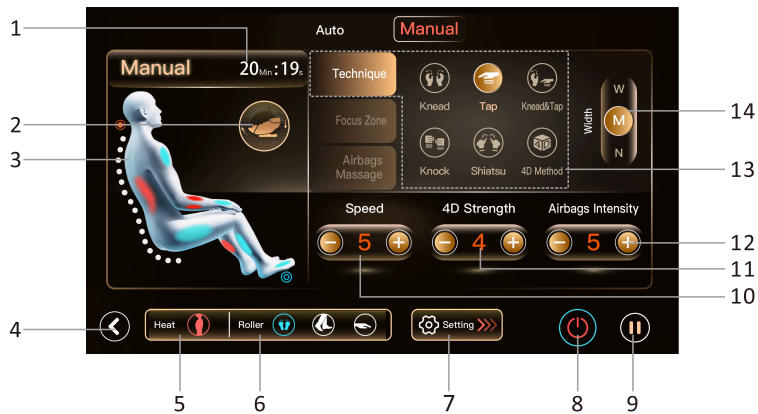 1
Auto
Manual
Manual
20Min:19s
Technique
Focus Zone
Airbags
Massage
Knead
Tap
Knead&Tap
Knock
Shiatsu
4D Method
Width
W
M
N
14
13
2
3
Speed
4D Strength
Airbags Intensity
5
4
5
12
11
10
4
Heat
Roller
Setting
5
6
7
8
9